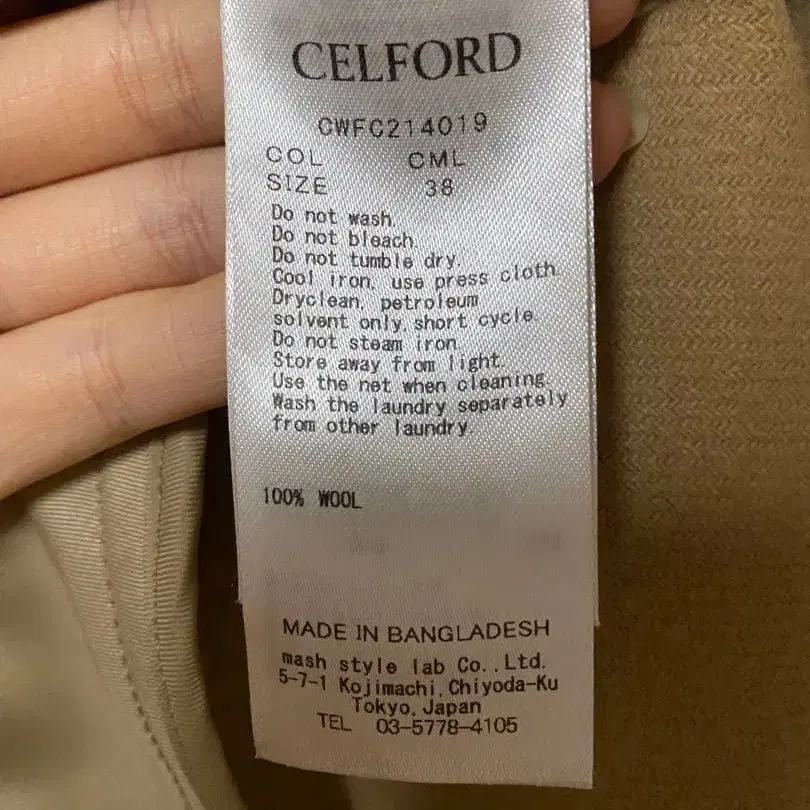 CELFORD
CWFC214019
COL CML
SIZE 38
Do not wash.
Do not bleach.
Do not tumble dry.
Cool iron, use press cloth.
Dryclean, petroleum
solvent only, short cycle.
Do not steam iron.
Store away from light.
Use the net when cleaning.
Wash the laundry separately
from other laundry.
100% WOOL
MADE IN BANGLADESH
mash style lab Co.,Ltd.
5-7-1 Kojimachi,Chiyoda-Ku
Tokyo,Japan
TEL 03-5778-4105